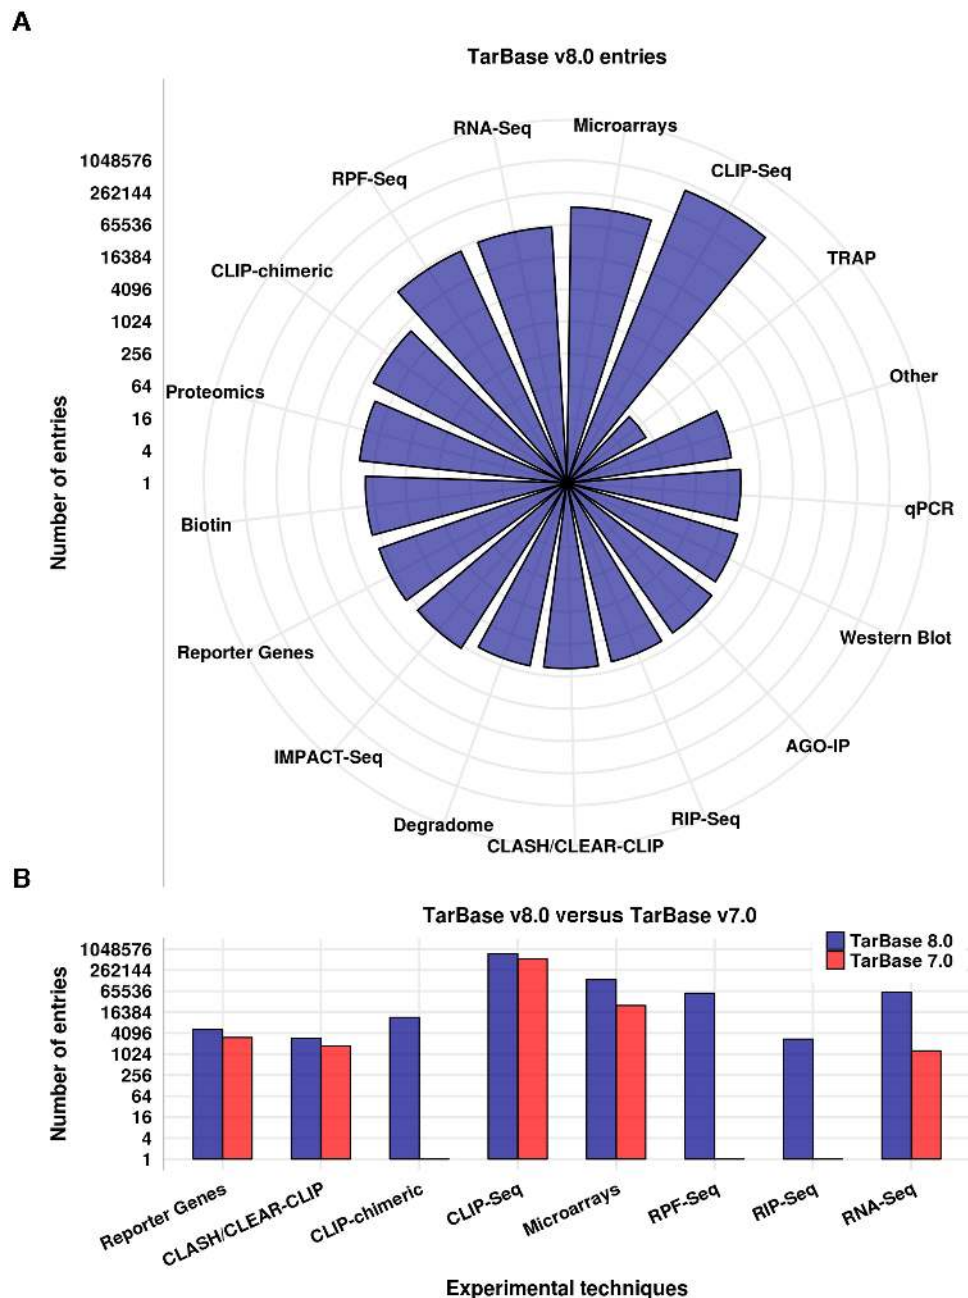 A
TarBase v8.0 entries
RNA-Seq
Microarrays
RPF-Seq
CLIP-Seq
CLIP-chimeric
TRAP
Proteomics
Other
Biotin
qPCR
Reporter Genes
Western Blot
IMPACT-Seq
AGO-IP
Degradome
RIP-Seq
CLASH/CLEAR-CLIP
1048576
262144
65536
16384
4096
1024
256
64
16
4
1
Number of entries
B
TarBase v8.0 versus TarBase v7.0
TarBase 8.0
TarBase 7.0
1048576
262144
65536
16384
4096
1024
256
64
16
4
1
Number of entries
Reporter Genes
CLASH/CLEAR-CLIP
CLIP-chimeric
CLIP-Seq
Microarrays
RPF-Seq
RIP-Seq
RNA-Seq
Experimental techniques